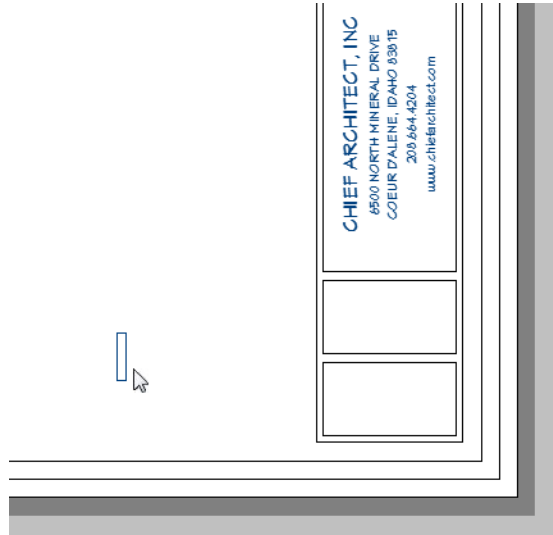 CHIEF ARCHITECT, INC
6500 NORTH MINERAL DRIVE
COEUR D'ALENE, IDAHO 83815
208.664.4204
www.chiefarchitect.com